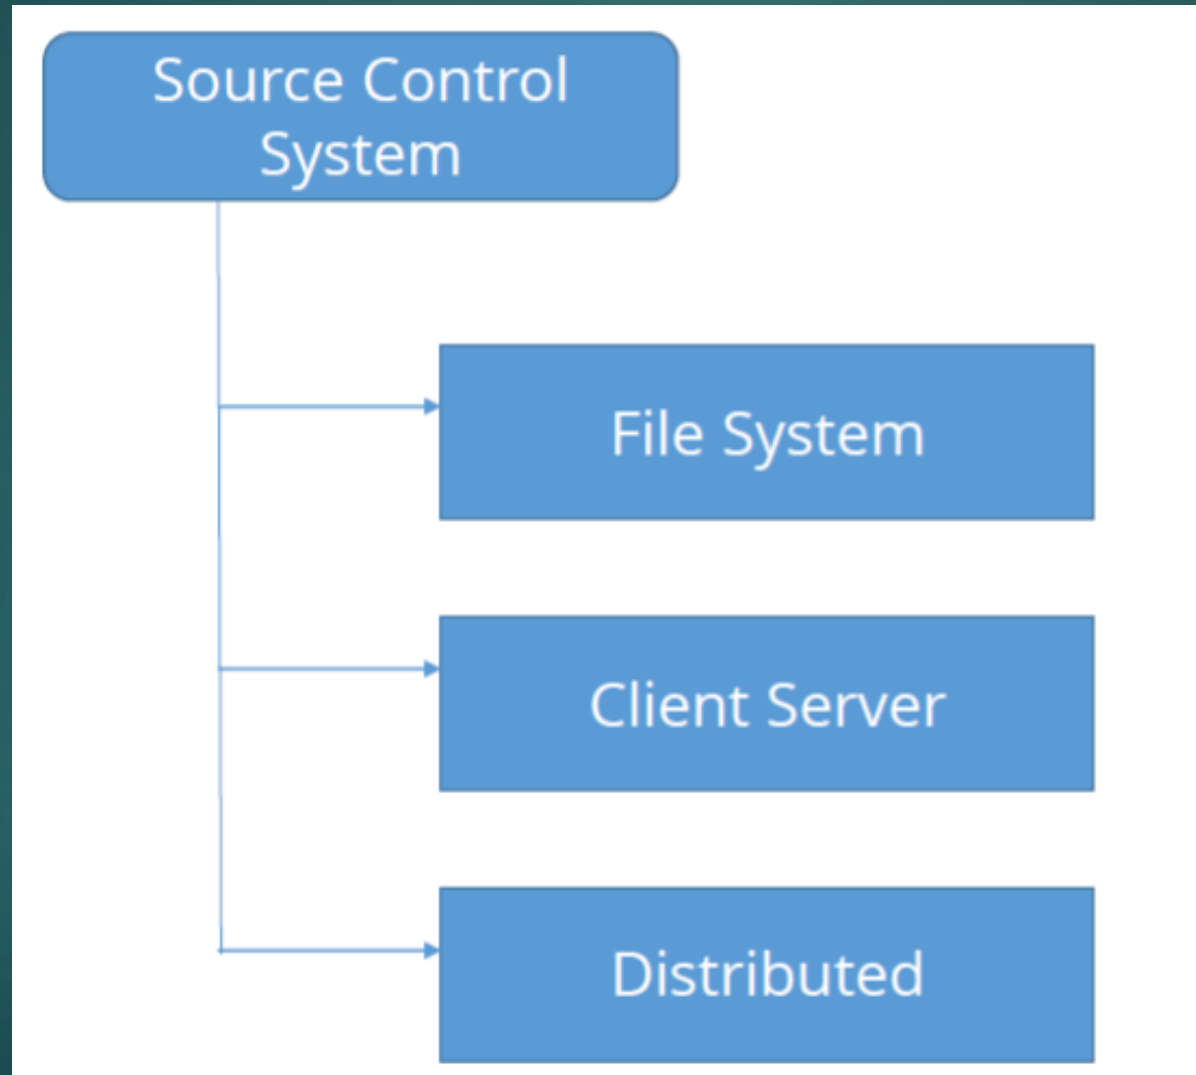 Source Control
System
File System
Client Server
Distributed